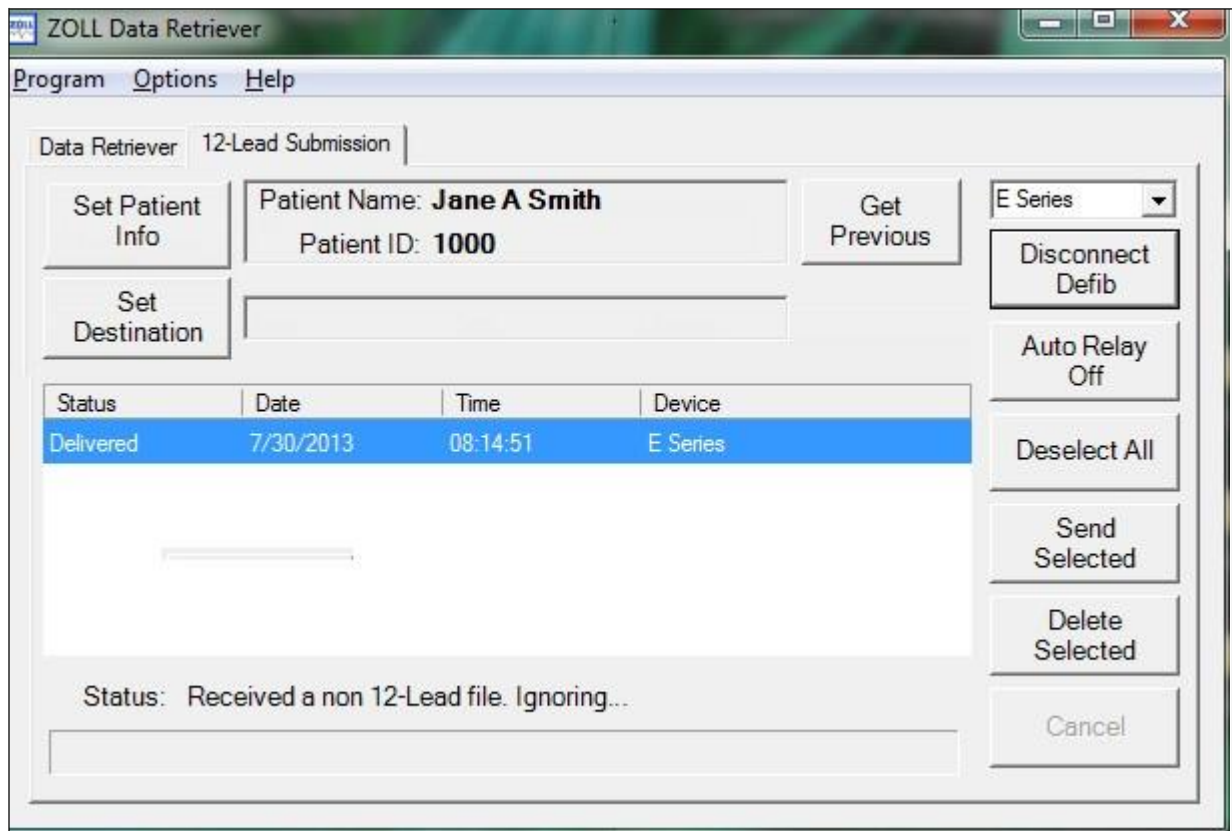 ZOLL ZOLL Data Retriever
Program Options Help
Data Retriever 12-Lead Submission
Set Patient Info
Patient Name: Jane A Smith
Patient ID: 1000
Get Previous
E Series
Disconnect Defib
Set Destination
Auto Relay Off
Status Date Time Device
Delivered 7/30/2013 08:14:51 E Series
Deselect All
Send Selected
Delete Selected
Status: Received a non 12-Lead file. Ignoring...
Cancel